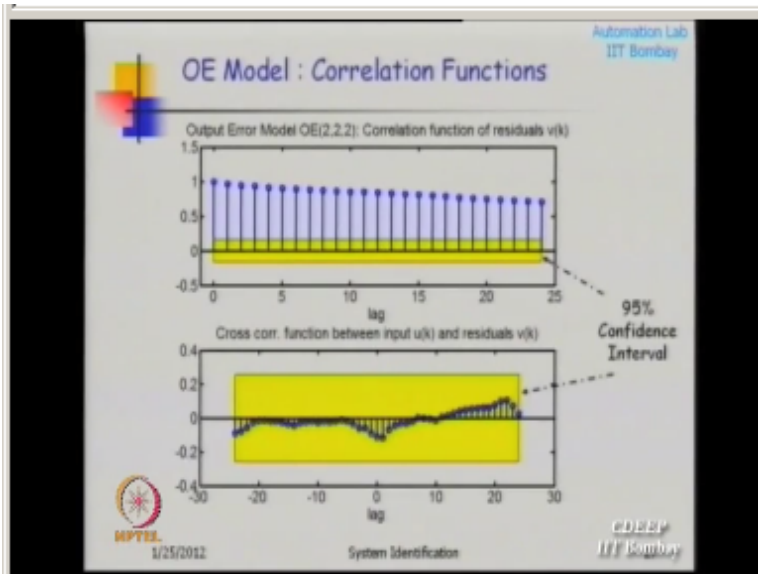 Automation Lab
IIT Bombay
OE Model : Correlation Functions
Output Error Model OE(2,2,2): Correlation function of residuals v(k)
1.5
1
0.5
0
-0.5
0 5 10 15 20 25
lag
95%
Confidence
Interval
Cross corr. function between input u(k) and residuals v(k)
0.4
0.2
0
-0.2
-0.4
-30 -20 -10 0 10 20 30
lag
NPTEL
1/25/2012
System Identification
CDEEP
IIT Bombay